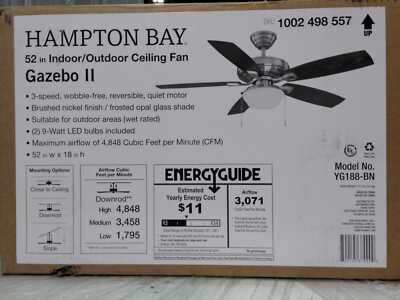 HAMPTON BAY®
SKU 1002 498 557
UP
52 in Indoor/Outdoor Ceiling Fan
Gazebo II
• 3-speed, wobble-free, reversible, quiet motor
• Brushed nickel finish / frosted opal glass shade
• Suitable for outdoor areas (wet rated)
• (2) 9-Watt LED bulbs included
• Maximum airflow of 4,848 Cubic Feet per Minute (CFM)
• 52 in w x 18 in h
Model No.
YG188-BN
Mounting Options
Close to Ceiling
Downrod
Slope
Airflow Cubic
Feet per Minute
Downrod**
High 4,848
Medium 3,458
Low 1,795
ENERGYGUIDE
Estimated
Yearly Energy Cost
$11
Airflow
3,071